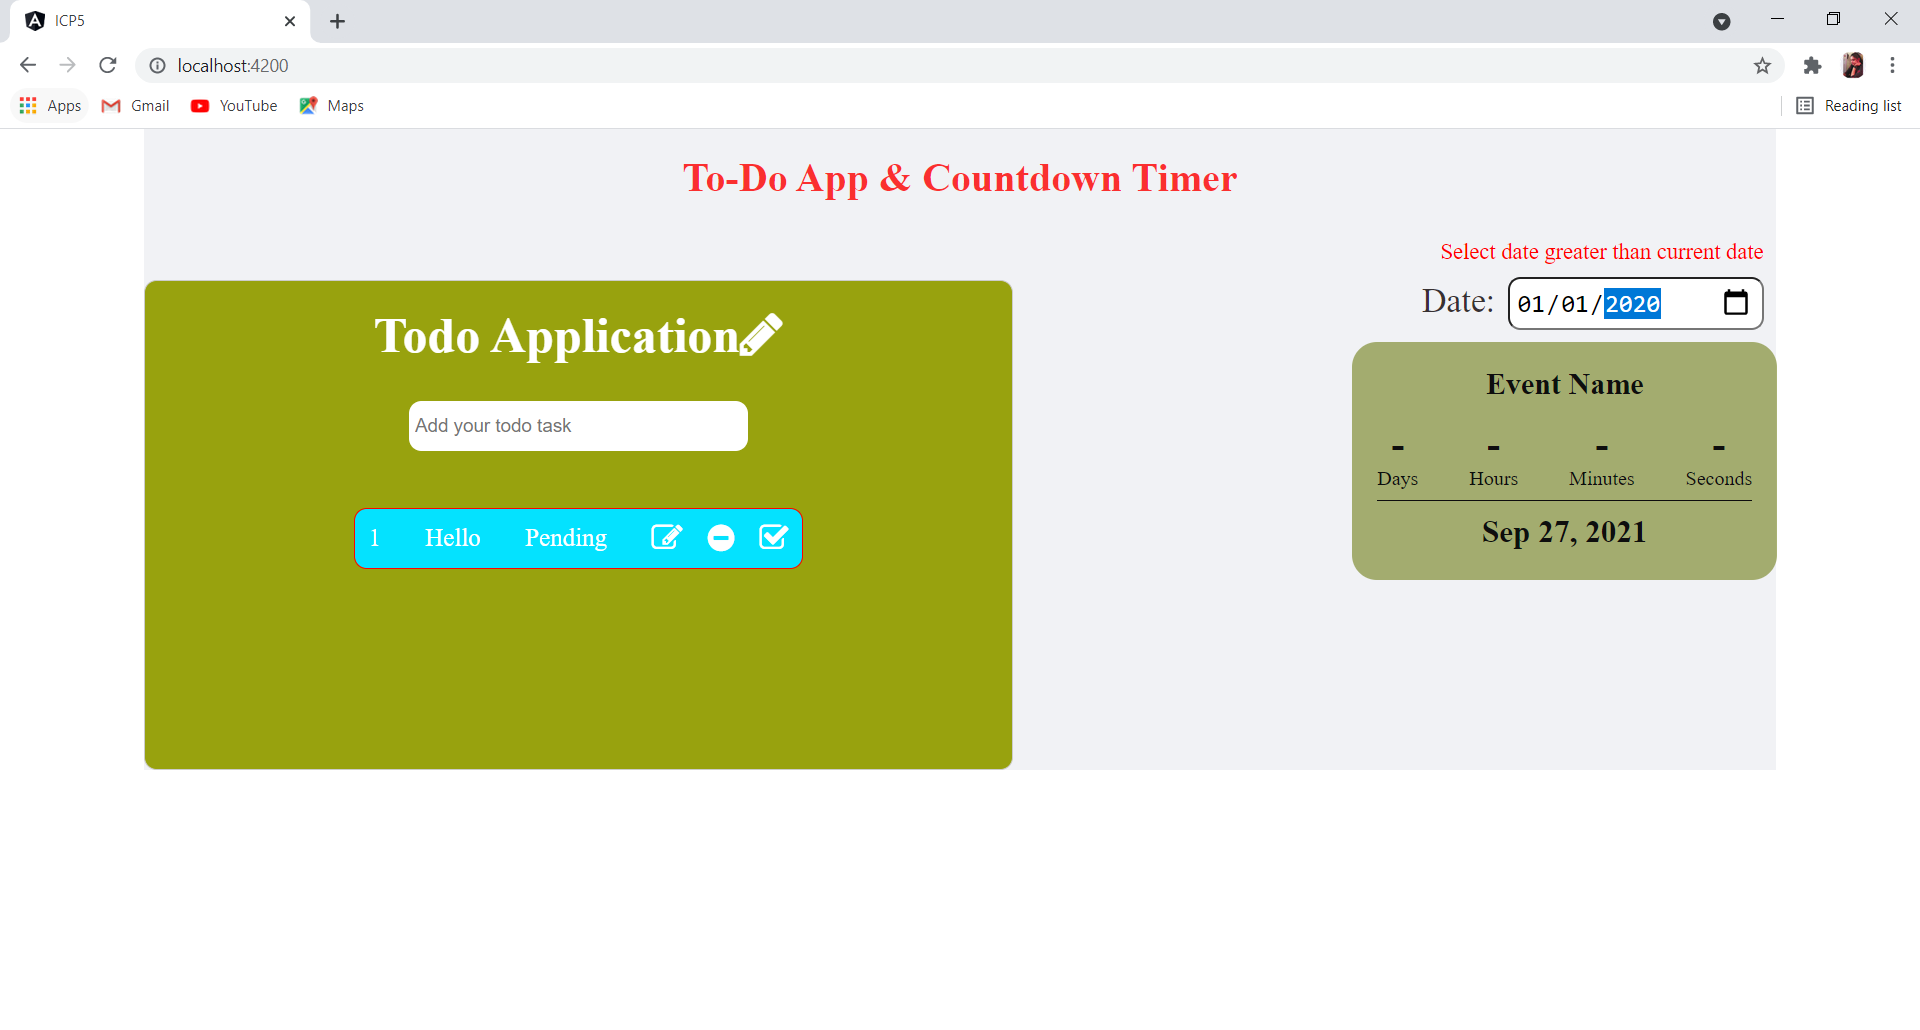 ICP5
localhost:4200
Apps Gmail YouTube Maps Reading list
To-Do App & Countdown Timer
Select date greater than current date
Date: 01/01/2020
Todo Application
Add your todo task
1 Hello Pending
Event Name
- - - -
Days Hours Minutes Seconds
Sep 27, 2021